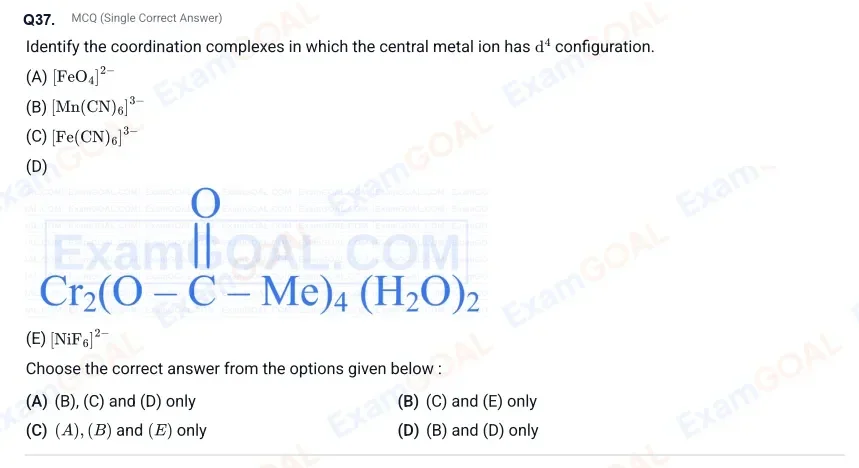 Q37. MCQ (Single Correct Answer)
Identify the coordination complexes in which the central metal ion has d⁴ configuration.
(A) [FeO₄]²⁻
(B) [Mn(CN)₆]³⁻
(C) [Fe(CN)₆]³⁻
(D)
O
||
Cr₂(O – C – Me)₄ (H₂O)₂
ExamGOAL.COM
(E) [NiF₆]²⁻
Choose the correct answer from the options given below :
(A) (B), (C) and (D) only
(B) (C) and (E) only
(C) (A), (B) and (E) only
(D) (B) and (D) only